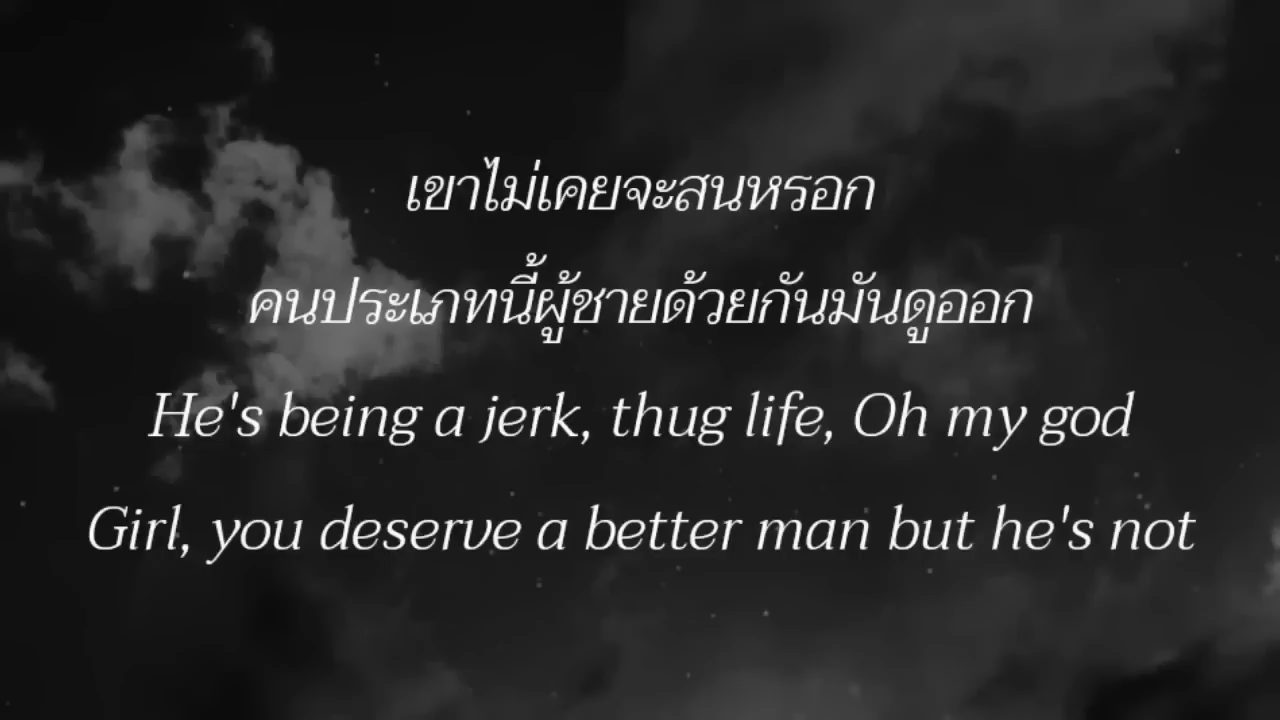 เขาไม่เคยจะสนหรอก
คนประเภทนี้ผู้ชายด้วยกันมันดูออก
He's being a jerk, thug life, Oh my god
Girl, you deserve a better man but he's not